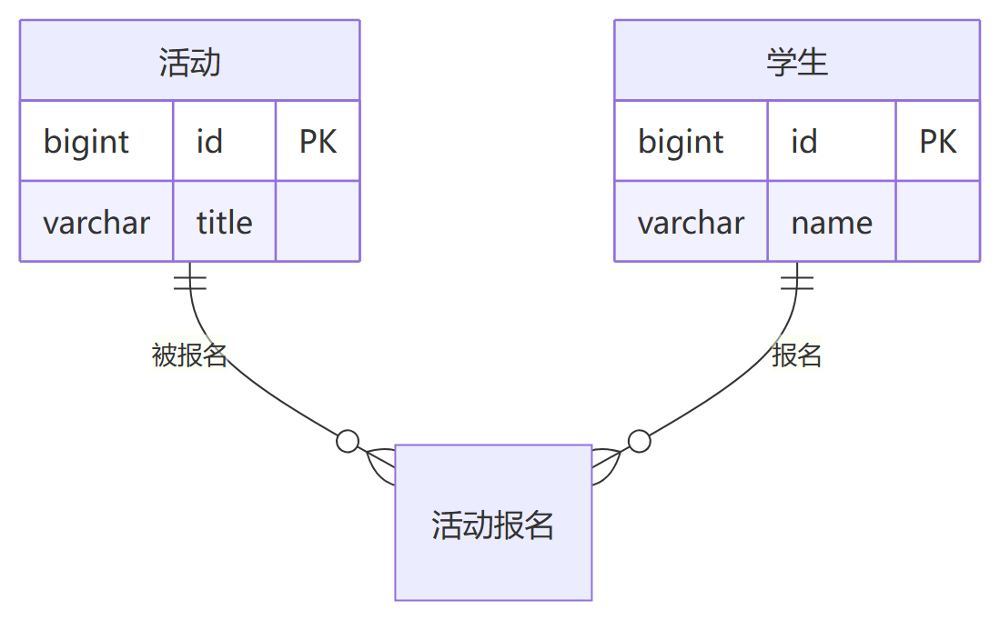 活动
bigint id PK
varchar title
学生
bigint id PK
varchar name
被报名
报名
活动报名